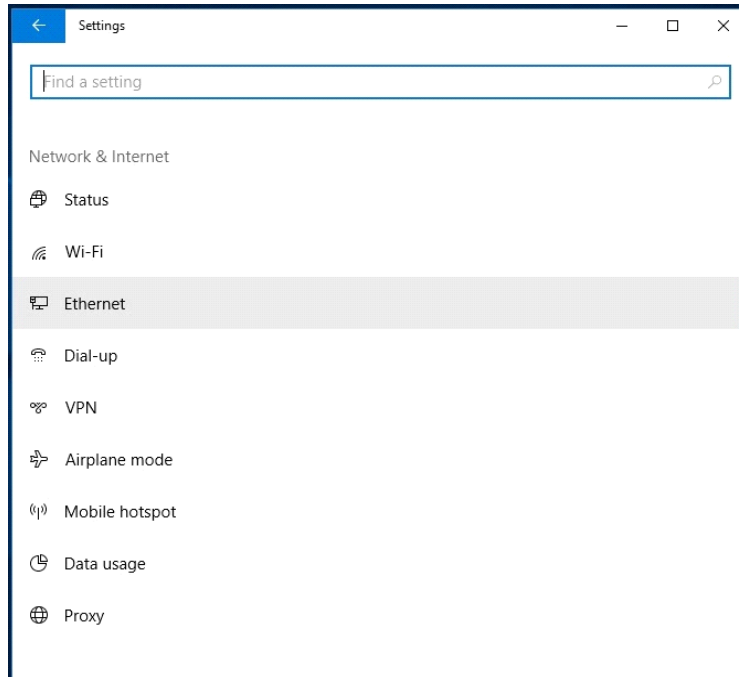 Settings
Find a setting
Network & Internet
Status
Wi-Fi
Ethernet
Dial-up
VPN
Airplane mode
Mobile hotspot
Data usage
Proxy